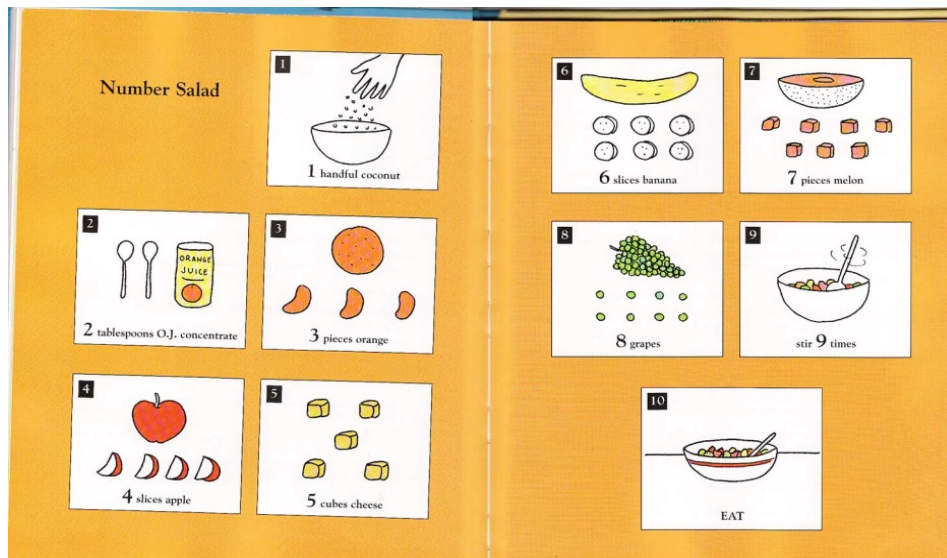 Number Salad
1
1 handful coconut
2
ORANGE
JUICE
2 tablespoons O.J. concentrate
3
3 pieces orange
4
4 slices apple
5
5 cubes cheese
6
6 slices banana
7
7 pieces melon
8
8 grapes
9
stir 9 times
10
EAT